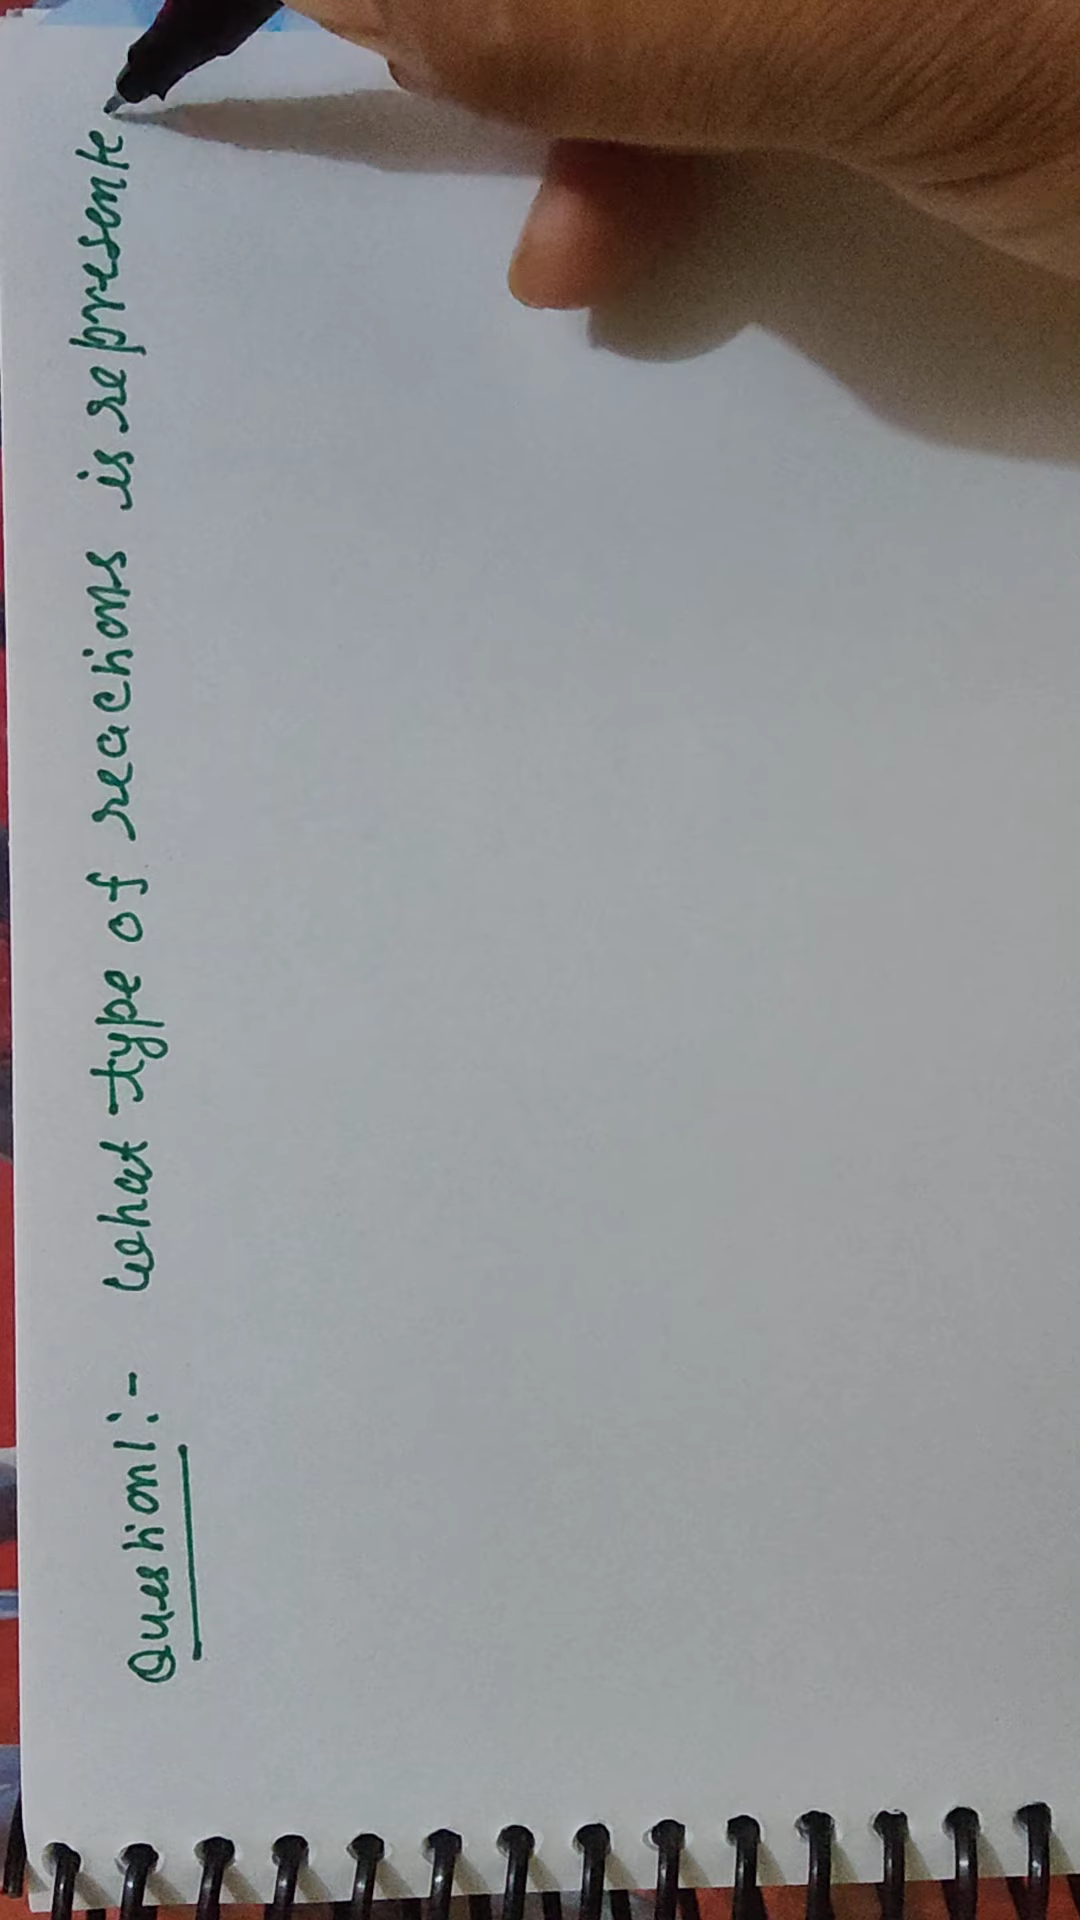 Question1:- What type of reactions is represente